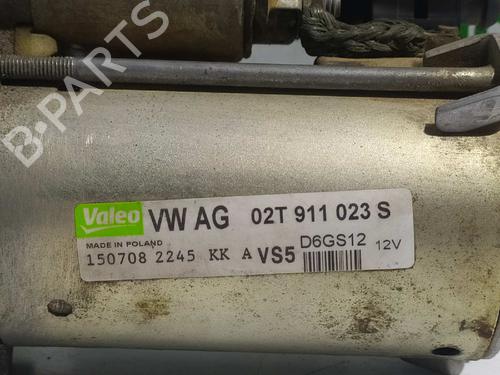 B-Parts
Valeo VW AG 02T 911 023 S
MADE IN POLAND
D6GS12 12V
150708 2245 KK A VS5